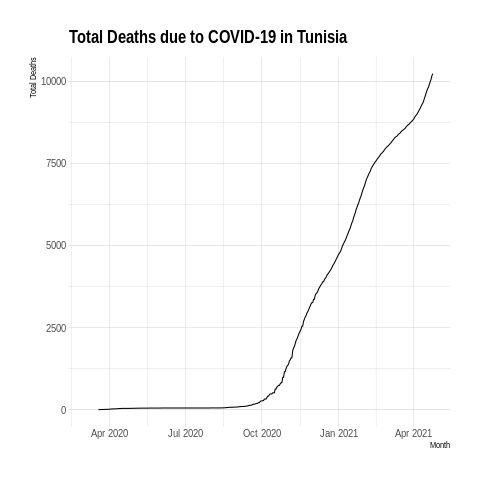 Total Deaths due to COVID-19 in Tunisia
Total Deaths
10000
7500
5000
2500
0
Apr 2020 Jul 2020 Oct 2020 Jan 2021 Apr 2021
Month